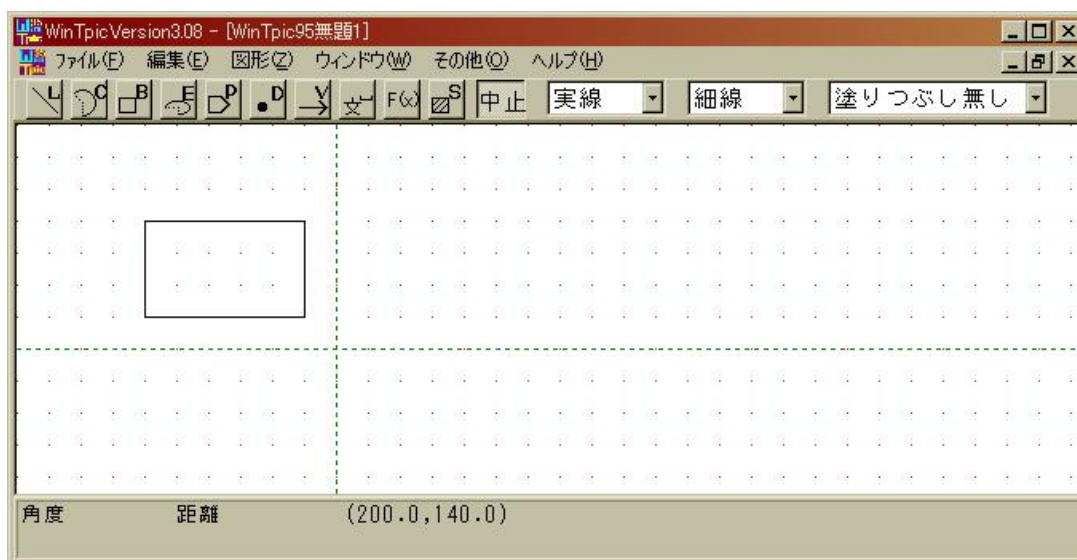 WinTpicVersion3.08 - [WinTpic95無題1]
ファイル(F) 編集(E) 図形(Z) ウィンドウ(W) その他(O) ヘルプ(H)
L C B E P D V 文 F(x) S 中止 実線 細線 塗りつぶし無し
角度 距離 (200.0,140.0)